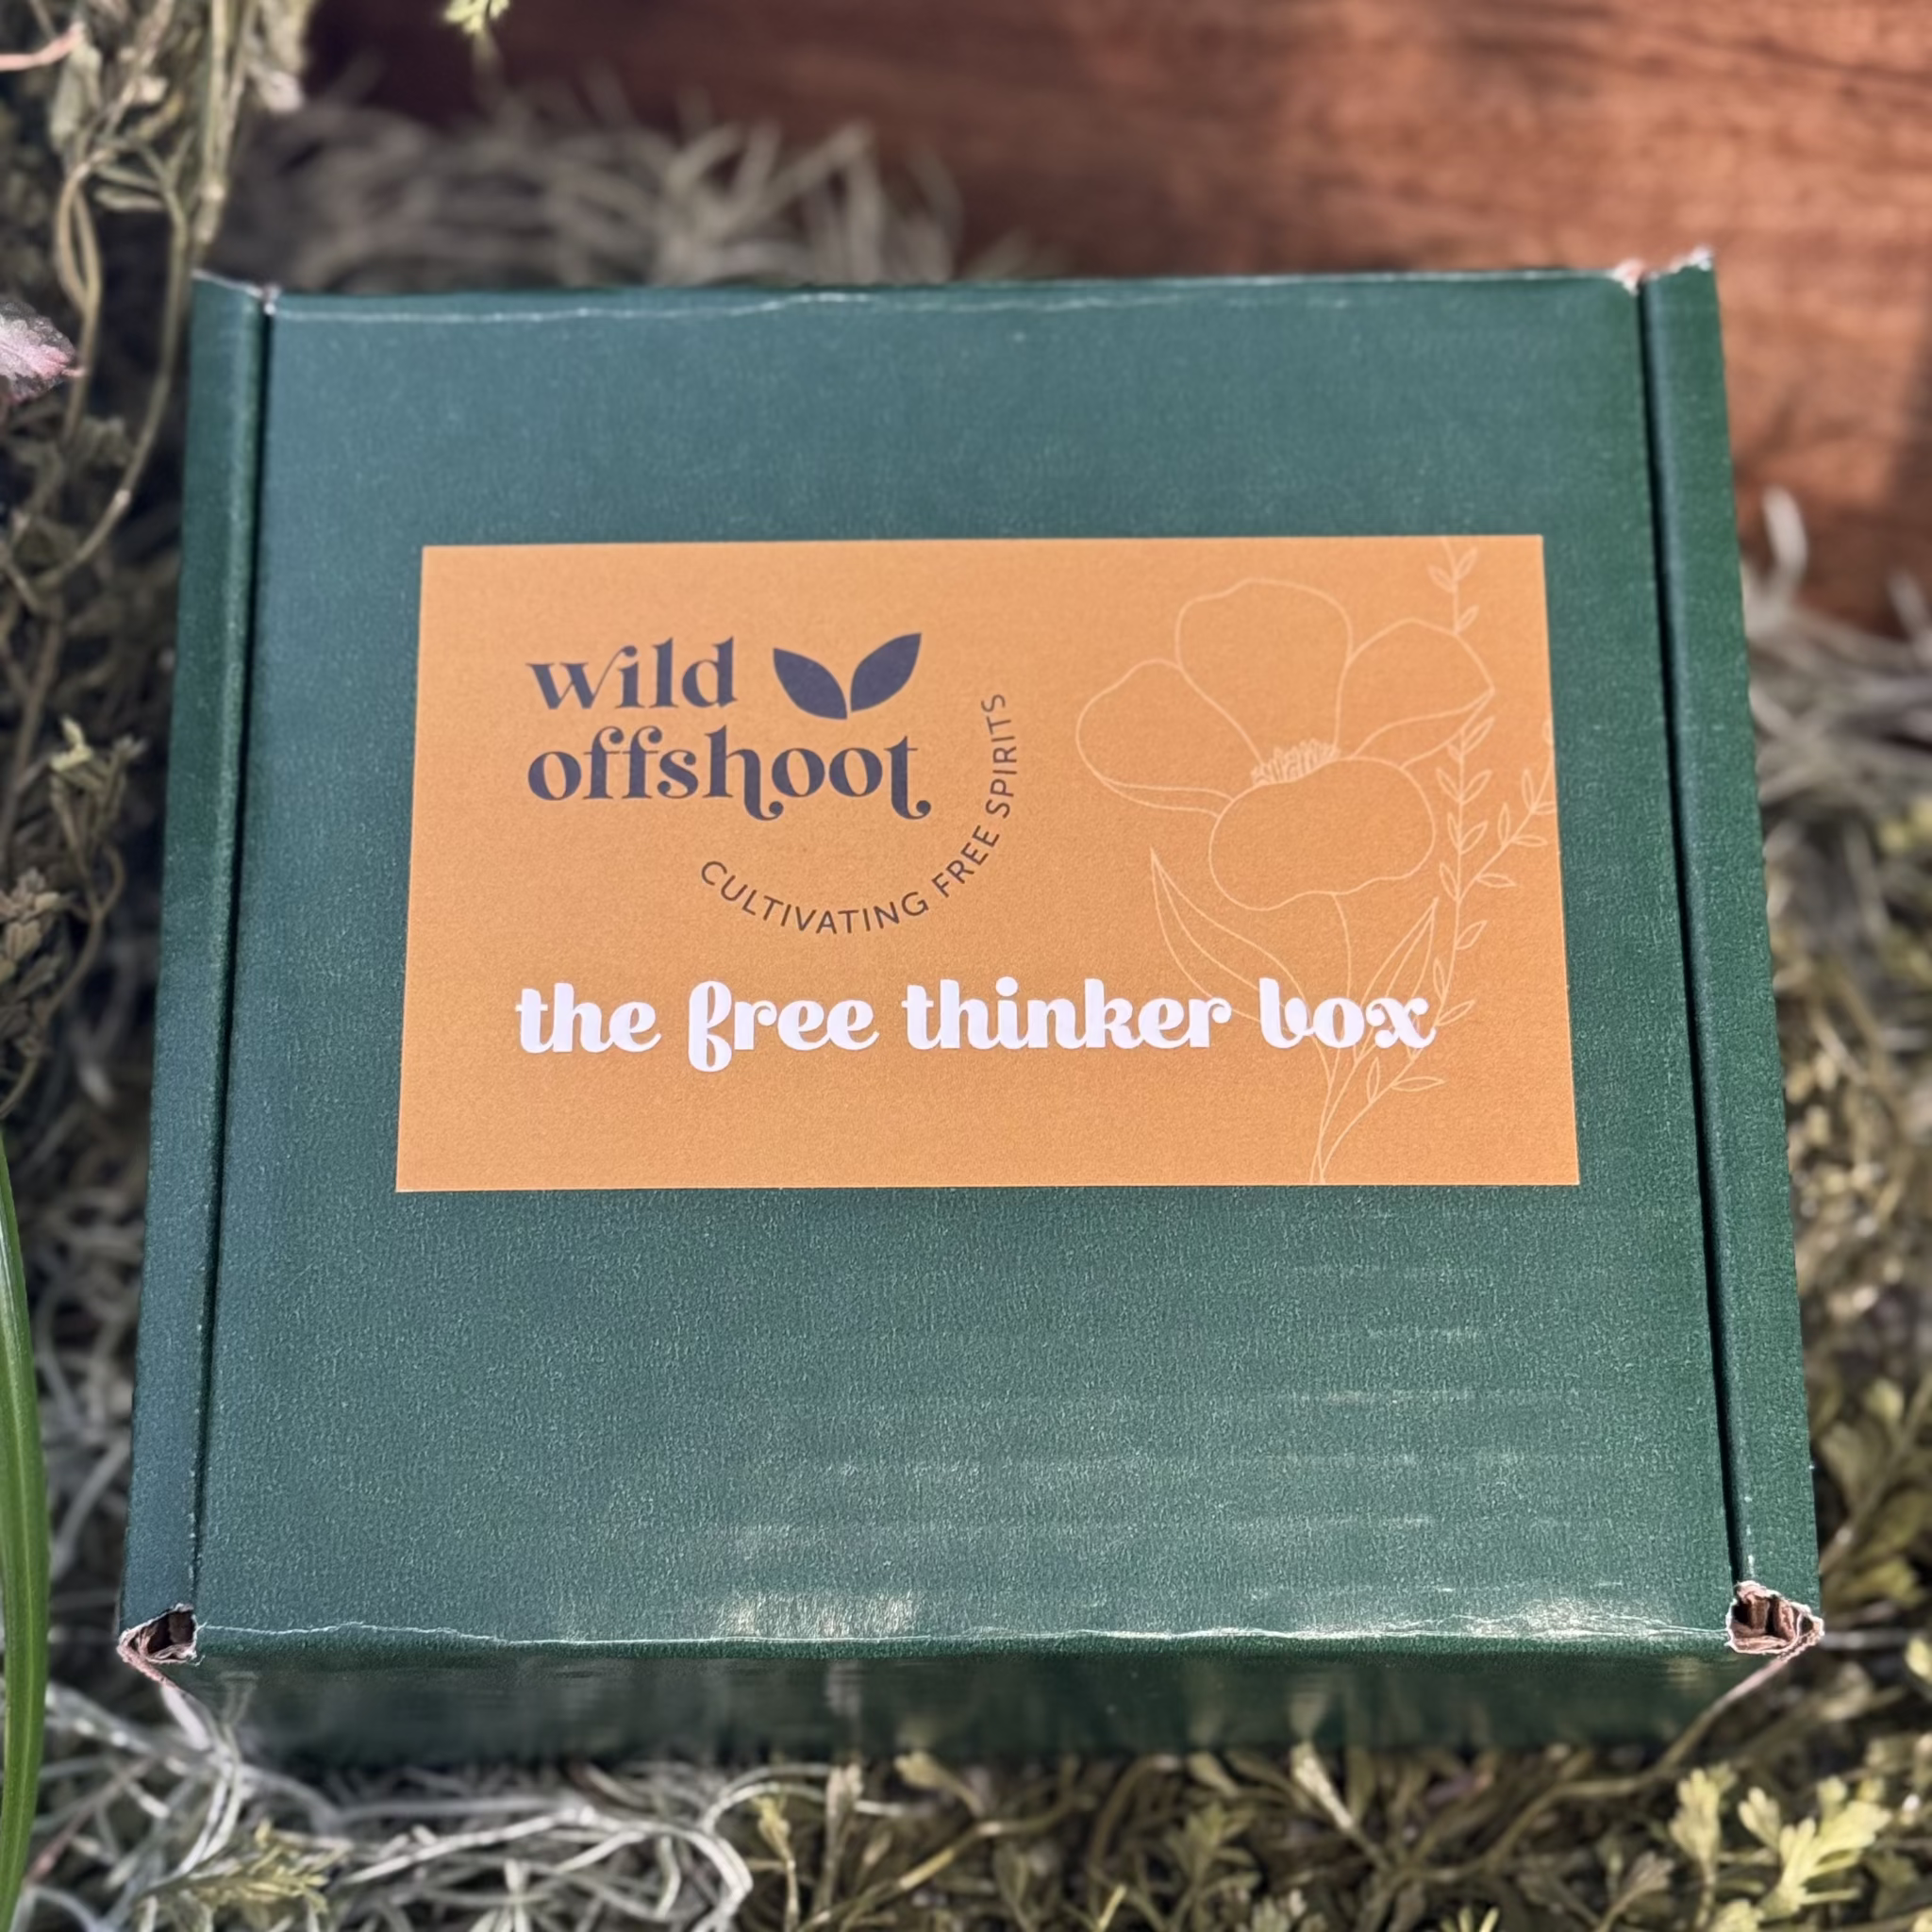 wild
offshoot
CULTIVATING FREE SPIRITS
the free thinker box